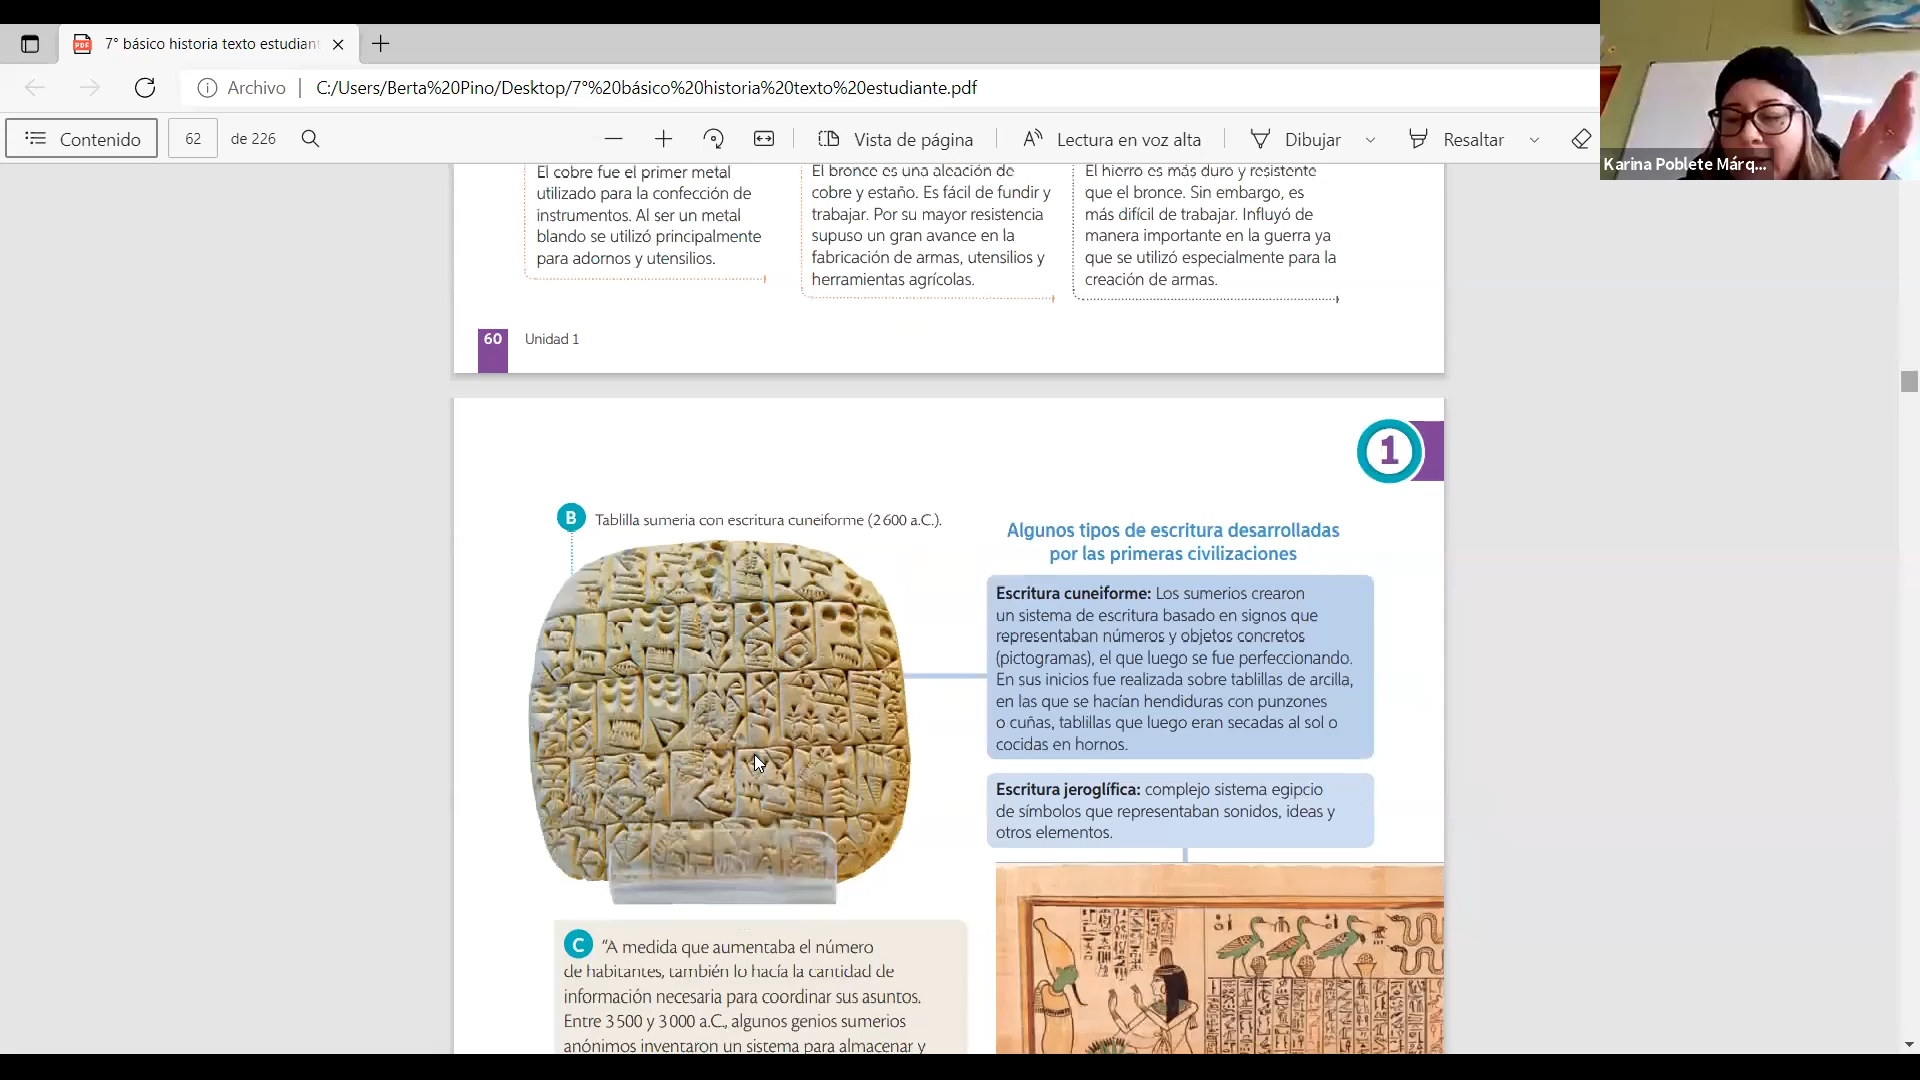 7° básico historia texto estudian
Archivo
C:/Users/Berta%20Pino/Desktop/7°%20básico%20historia%20texto%20estudiante.pdf
Contenido
62
de 226
Vista de página
Lectura en voz alta
Dibujar
Resaltar
Karina Poblete Márq...
El cobre fue el primer metal
utilizado para la confección de
instrumentos. Al ser un metal
blando se utilizó principalmente
para adornos y utensilios.
El bronce es una aleación de
cobre y estaño. Es fácil de fundir y
trabajar. Por su mayor resistencia
supuso un gran avance en la
fabricación de armas, utensilios y
herramientas agrícolas.
El hierro es más duro y resistente
que el bronce. Sin embargo, es
más difícil de trabajar. Influyó de
manera importante en la guerra ya
que se utilizó especialmente para la
creación de armas.
60
Unidad 1
1
B
Tablilla sumeria con escritura cuneiforme (2 600 a.C.).
Algunos tipos de escritura desarrolladas
por las primeras civilizaciones
Escritura cuneiforme: Los sumerios crearon
un sistema de escritura basado en signos que
representaban números y objetos concretos
(pictogramas), el que luego se fue perfeccionando.
En sus inicios fue realizada sobre tablillas de arcilla,
en las que se hacían hendiduras con punzones
o cuñas, tablillas que luego eran secadas al sol o
cocidas en hornos.
Escritura jeroglífica: complejo sistema egipcio
de símbolos que representaban sonidos, ideas y
otros elementos.
C
“A medida que aumentaba el número
de habitantes, también lo hacía la cantidad de
información necesaria para coordinar sus asuntos.
Entre 3 500 y 3 000 a.C., algunos genios sumerios
anónimos inventaron un sistema para almacenar y